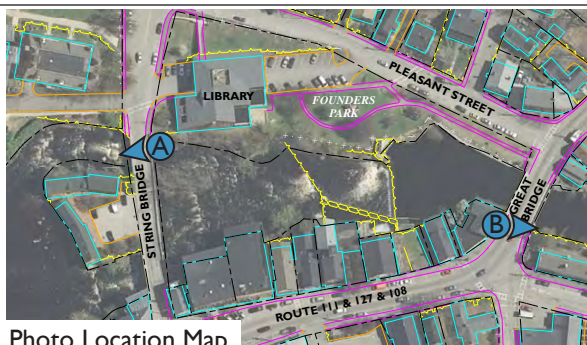 PLEASANT STREET
LIBRARY
FOUNDERS
PARK
A
STRING BRIDGE
GREAT
BRIDGE
B
ROUTE 111 & 127 & 108
Photo Location Map